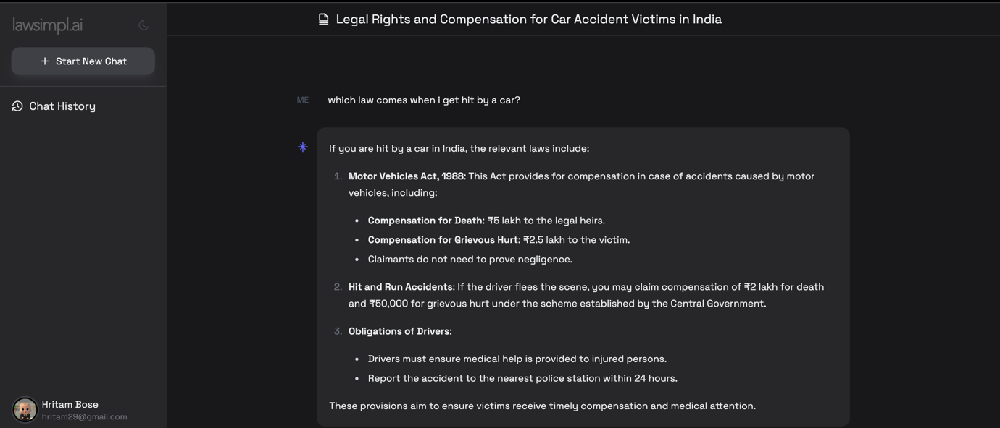 lawsimpl.ai
+ Start New Chat
Chat History
Hritam Bose
hritam29@gmail.com
Legal Rights and Compensation for Car Accident Victims in India
ME
which law comes when i get hit by a car?
If you are hit by a car in India, the relevant laws include:
1. Motor Vehicles Act, 1988: This Act provides for compensation in case of accidents caused by motor
vehicles, including:
• Compensation for Death: ₹5 lakh to the legal heirs.
• Compensation for Grievous Hurt: ₹2.5 lakh to the victim.
• Claimants do not need to prove negligence.
2. Hit and Run Accidents: If the driver flees the scene, you may claim compensation of ₹2 lakh for death
and ₹50,000 for grievous hurt under the scheme established by the Central Government.
3. Obligations of Drivers:
• Drivers must ensure medical help is provided to injured persons.
• Report the accident to the nearest police station within 24 hours.
These provisions aim to ensure victims receive timely compensation and medical attention.